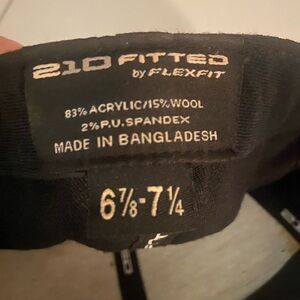 210 FITTED
by FLEXFIT
83% ACRYLIC/15% WOOL
2% P.U. SPANDEX
MADE IN BANGLADESH
6⅞-7¼